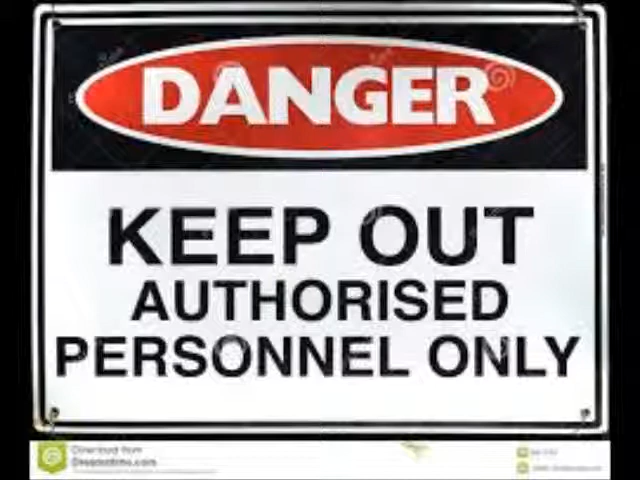 DANGER
KEEP OUT
AUTHORISED
PERSONNEL ONLY
Download from
Dreamstime.com